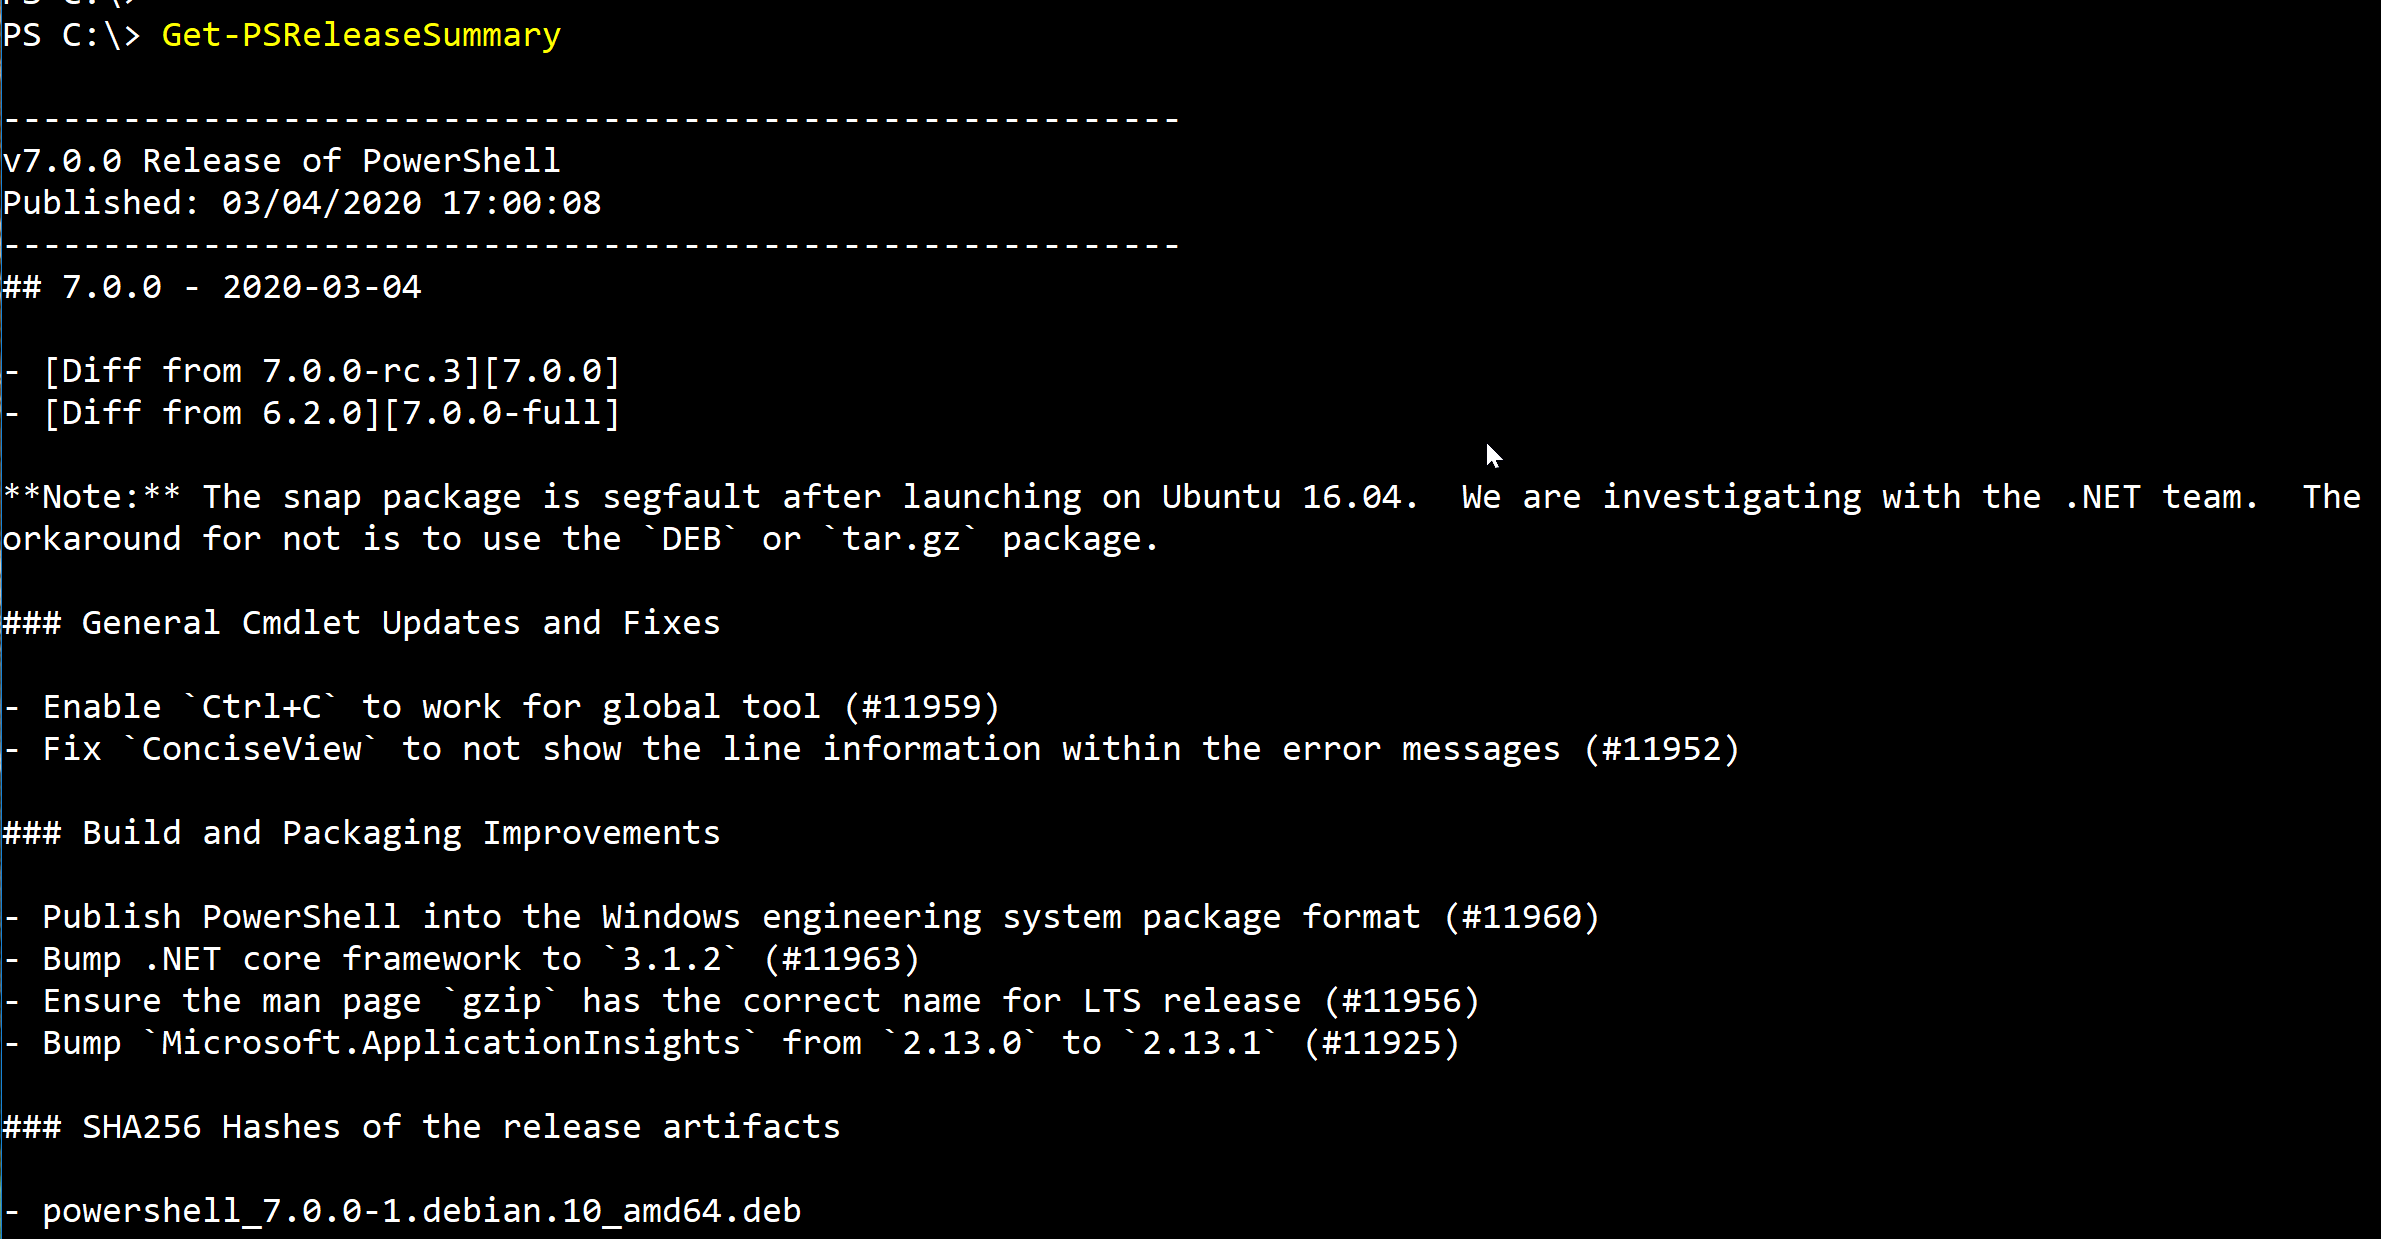 PS C:\>
PS C:\> Get-PSReleaseSummary
-----------------------------------------------------------
v7.0.0 Release of PowerShell
Published: 03/04/2020 17:00:08
-----------------------------------------------------------
## 7.0.0 - 2020-03-04
- [Diff from 7.0.0-rc.3][7.0.0]
- [Diff from 6.2.0][7.0.0-full]
**Note:** The snap package is segfault after launching on Ubuntu 16.04.  We are investigating with the .NET team.  The
orkaround for not is to use the `DEB` or `tar.gz` package.
### General Cmdlet Updates and Fixes
- Enable `Ctrl+C` to work for global tool (#11959)
- Fix `ConciseView` to not show the line information within the error messages (#11952)
### Build and Packaging Improvements
- Publish PowerShell into the Windows engineering system package format (#11960)
- Bump .NET core framework to `3.1.2` (#11963)
- Ensure the man page `gzip` has the correct name for LTS release (#11956)
- Bump `Microsoft.ApplicationInsights` from `2.13.0` to `2.13.1` (#11925)
### SHA256 Hashes of the release artifacts
- powershell_7.0.0-1.debian.10_amd64.deb